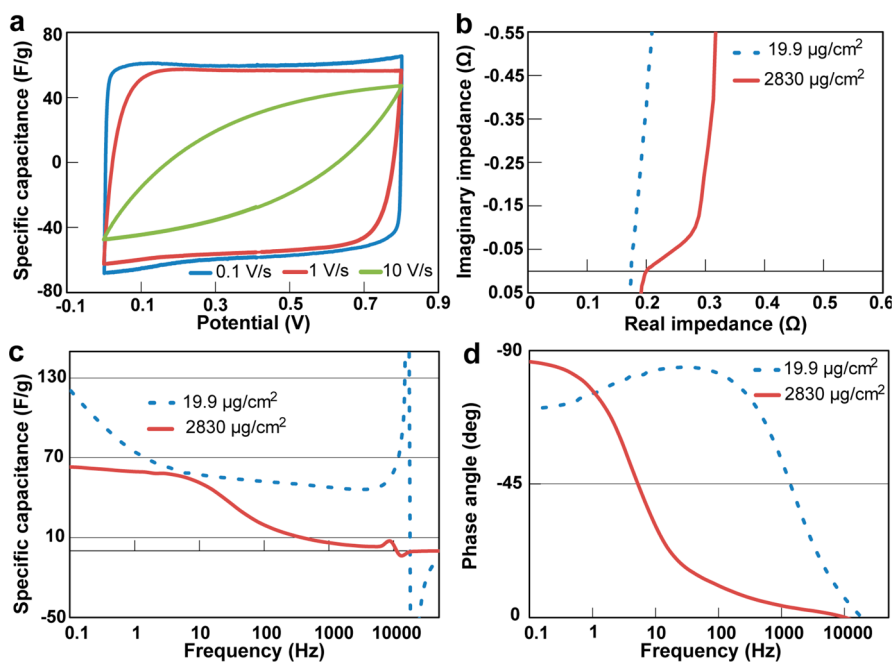 a
Specific capacitance (F/g)
80
40
0
-40
-80
-0.1
0.1
0.3
0.5
0.7
0.9
0.1 V/s
1 V/s
10 V/s
Potential (V)
b
Imaginary impedance (Ω)
-0.55
-0.45
-0.35
-0.25
-0.15
-0.05
0.05
0
0.1
0.2
0.3
0.4
0.5
0.6
19.9 µg/cm²
2830 µg/cm²
Real impedance (Ω)
c
Specific capacitance (F/g)
130
70
10
-50
0.1
1
10
100
1000
10000
19.9 µg/cm²
2830 µg/cm²
Frequency (Hz)
d
Phase angle (deg)
-90
-45
0
0.1
1
10
100
1000
10000
19.9 µg/cm²
2830 µg/cm²
Frequency (Hz)